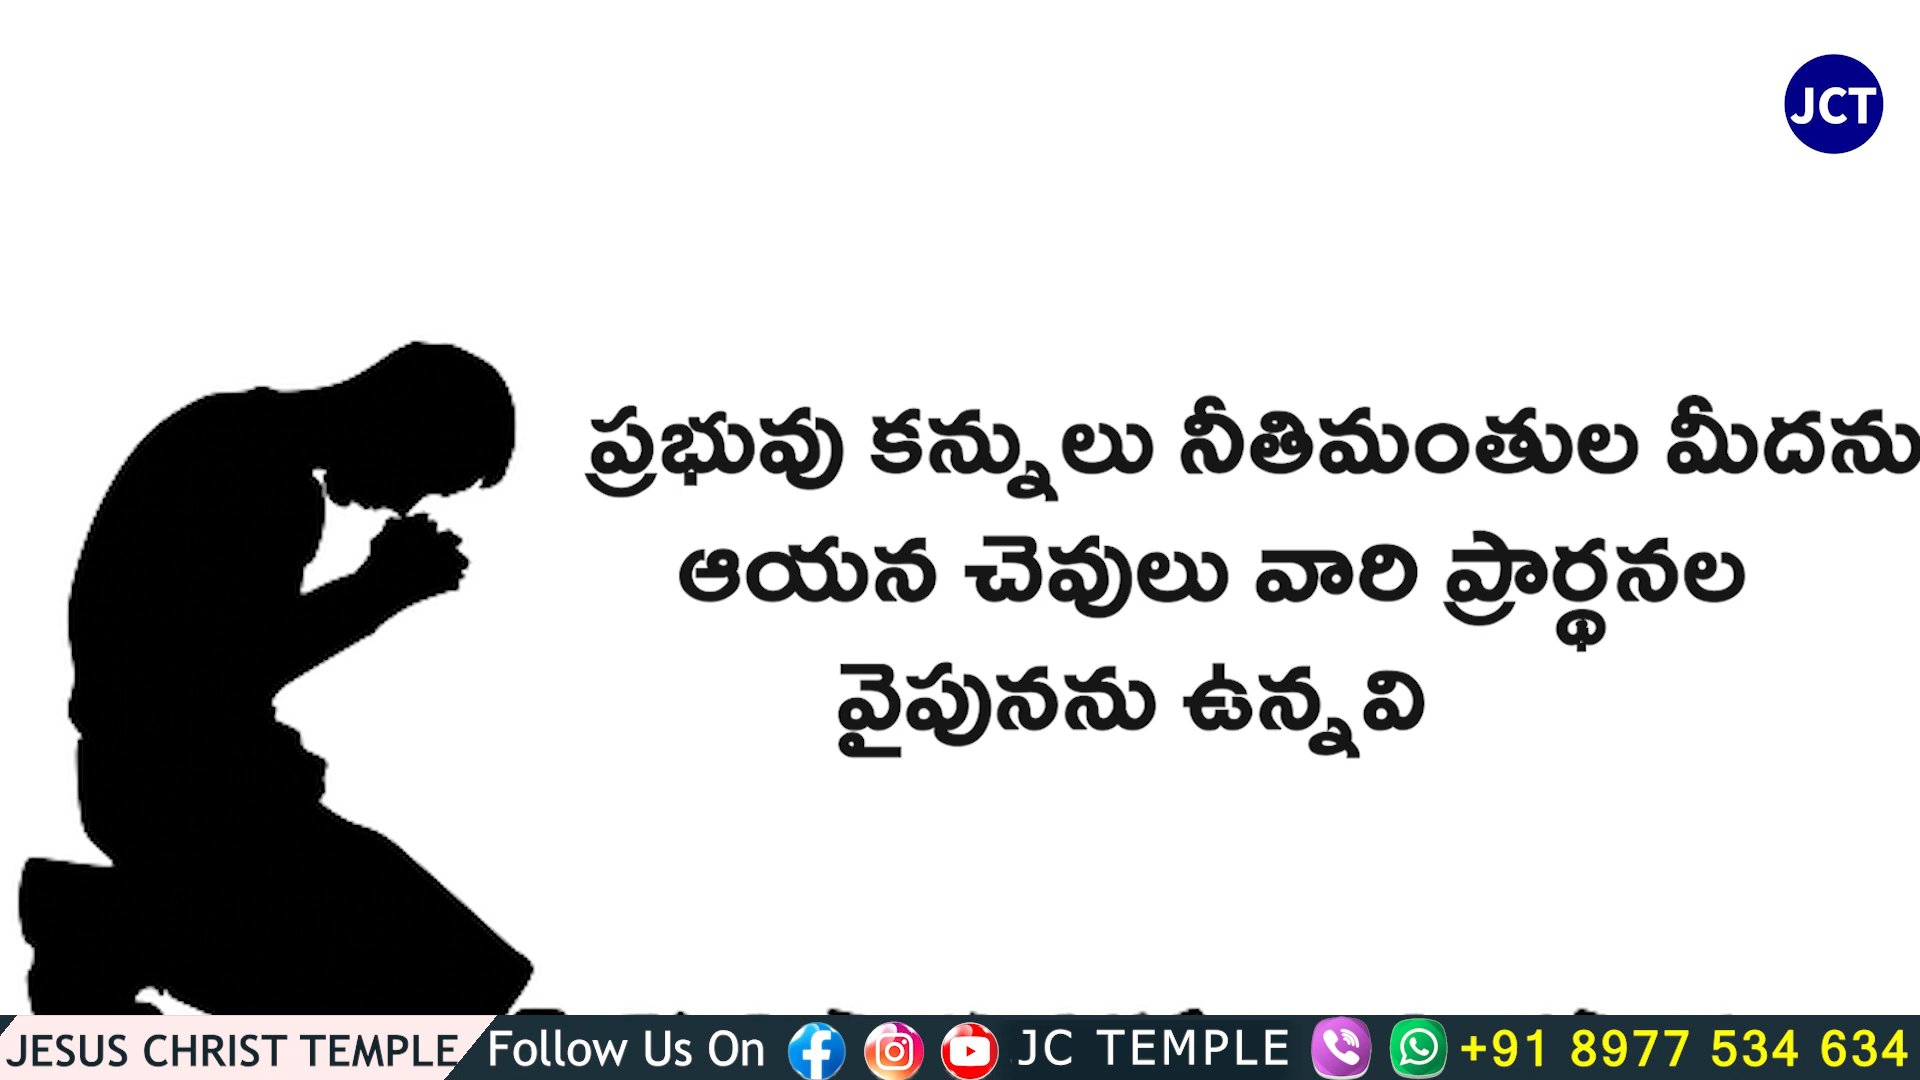 JCT
ప్రభువు కన్నులు నీతిమంతుల మీదను
ఆయన చెవులు వారి ప్రార్థనల
వైపునను ఉన్నవి
JESUS CHRIST TEMPLE Follow Us On JC TEMPLE +91 8977 534 634